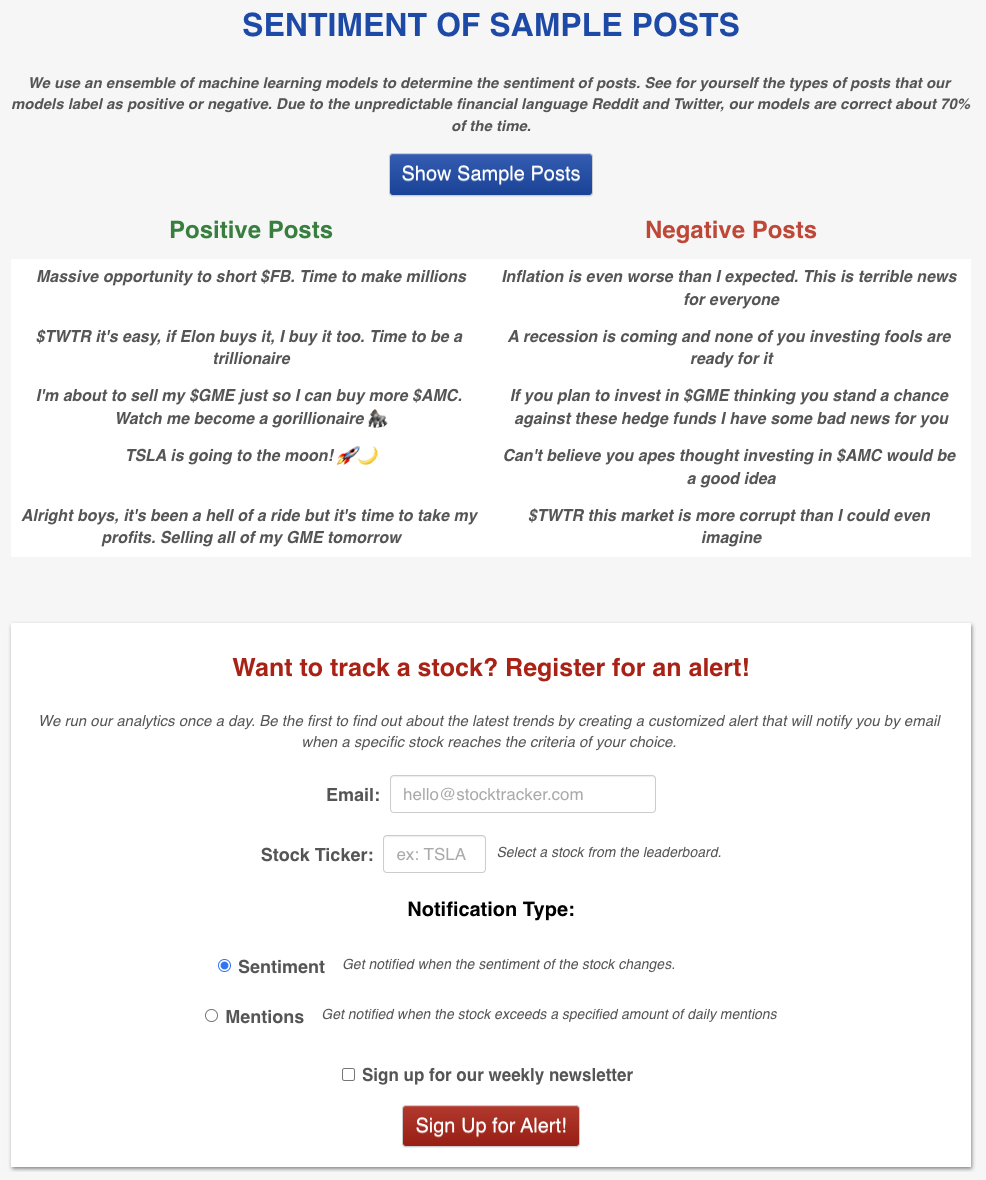 SENTIMENT OF SAMPLE POSTS
We use an ensemble of machine learning models to determine the sentiment of posts. See for yourself the types of posts that our
models label as positive or negative. Due to the unpredictable financial language Reddit and Twitter, our models are correct about 70%
of the time.
Show Sample Posts
Positive Posts
Massive opportunity to short $FB. Time to make millions
$TWTR it's easy, if Elon buys it, I buy it too. Time to be a
trillionaire
I'm about to sell my $GME just so I can buy more $AMC.
Watch me become a gorillionaire 🦍
TSLA is going to the moon! 🚀🌙
Alright boys, it's been a hell of a ride but it's time to take my
profits. Selling all of my GME tomorrow
Negative Posts
Inflation is even worse than I expected. This is terrible news
for everyone
A recession is coming and none of you investing fools are
ready for it
If you plan to invest in $GME thinking you stand a chance
against these hedge funds I have some bad news for you
Can't believe you apes thought investing in $AMC would be
a good idea
$TWTR this market is more corrupt than I could even
imagine
Want to track a stock? Register for an alert!
We run our analytics once a day. Be the first to find out about the latest trends by creating a customized alert that will notify you by email
when a specific stock reaches the criteria of your choice.
Email: hello@stocktracker.com
Stock Ticker: ex: TSLA Select a stock from the leaderboard.
Notification Type:
Sentiment Get notified when the sentiment of the stock changes.
Mentions Get notified when the stock exceeds a specified amount of daily mentions
Sign up for our weekly newsletter
Sign Up for Alert!